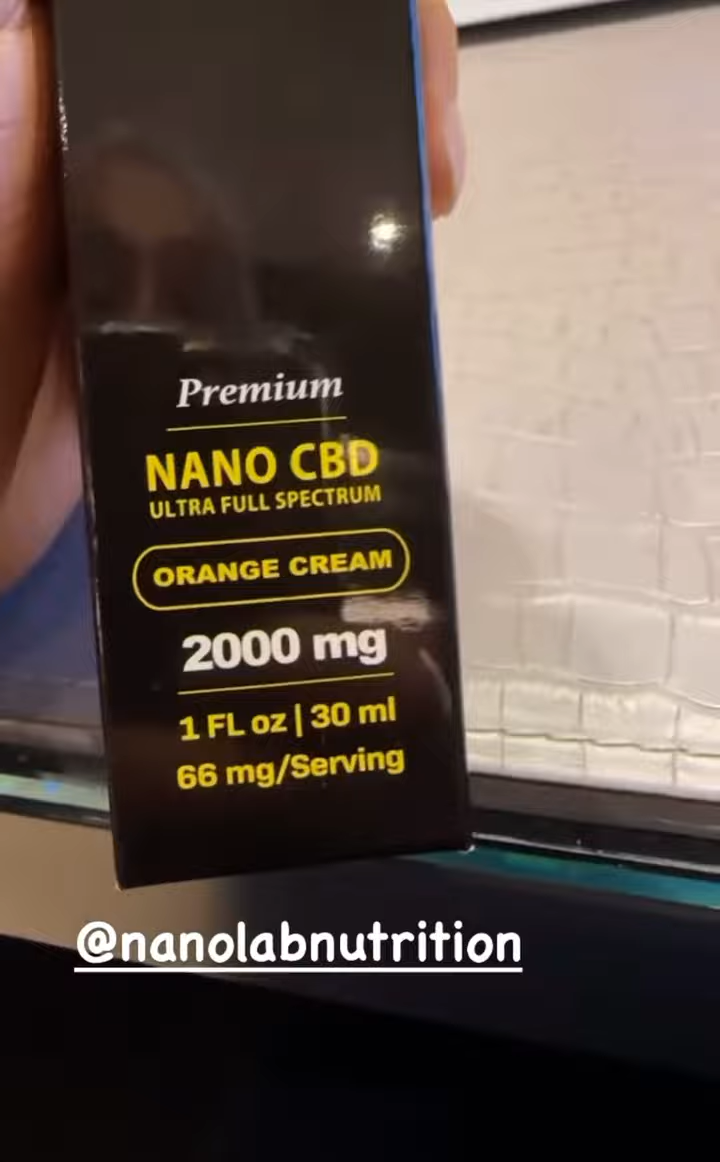 Premium
NANO CBD
ULTRA FULL SPECTRUM
ORANGE CREAM
2000 mg
1 FL oz | 30 ml
66 mg/Serving
@nanolabnutrition